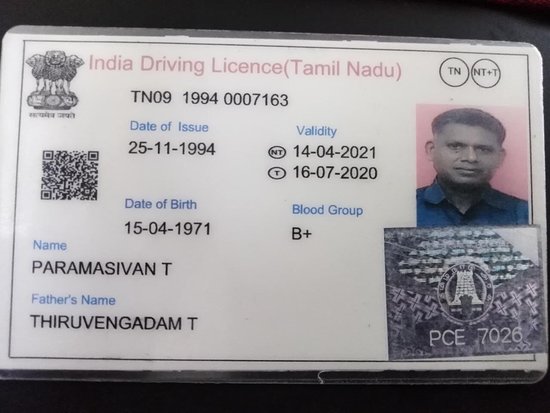 India Driving Licence(Tamil Nadu)
TN
NT+T
TN09 1994 0007163
सत्यमेव जयते
Date of Issue
25-11-1994
Validity
NT 14-04-2021
T 16-07-2020
Date of Birth
15-04-1971
Blood Group
B+
Name
PARAMASIVAN T
Father's Name
THIRUVENGADAM T
PCE 7026